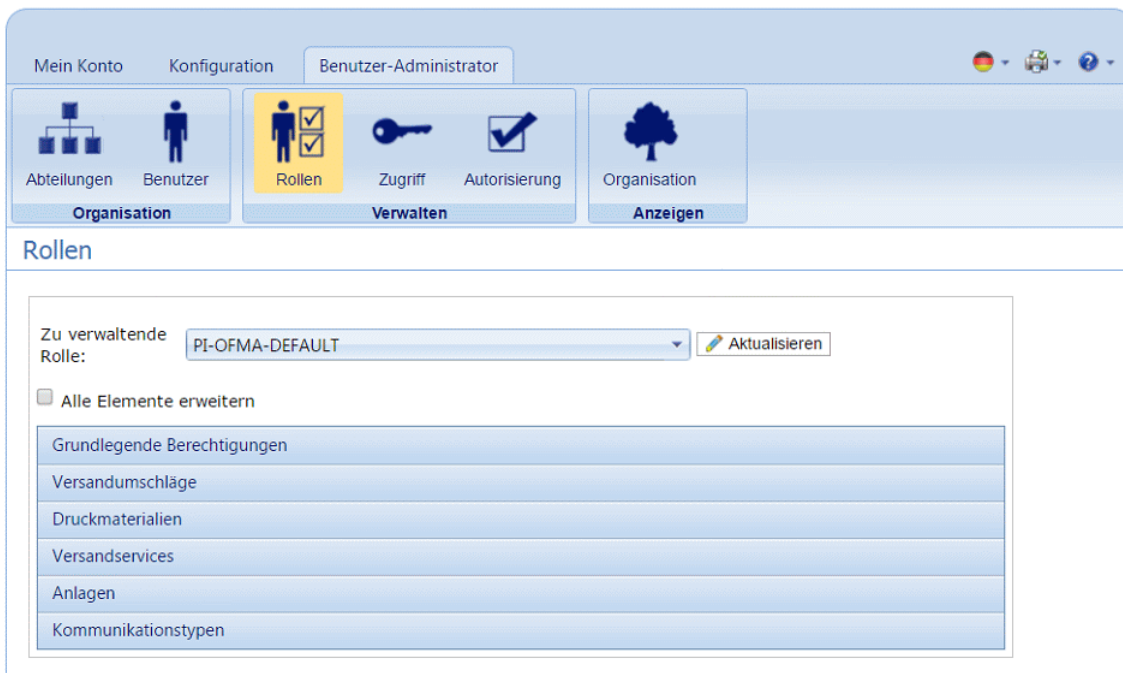 Mein Konto Konfiguration Benutzer-Administrator
Abteilungen Benutzer Rollen Zugriff Autorisierung Organisation
Organisation Verwalten Anzeigen
Rollen
Zu verwaltende
Rolle:
PI-OFMA-DEFAULT Aktualisieren
Alle Elemente erweitern
Grundlegende Berechtigungen
Versandumschläge
Druckmaterialien
Versandservices
Anlagen
Kommunikationstypen